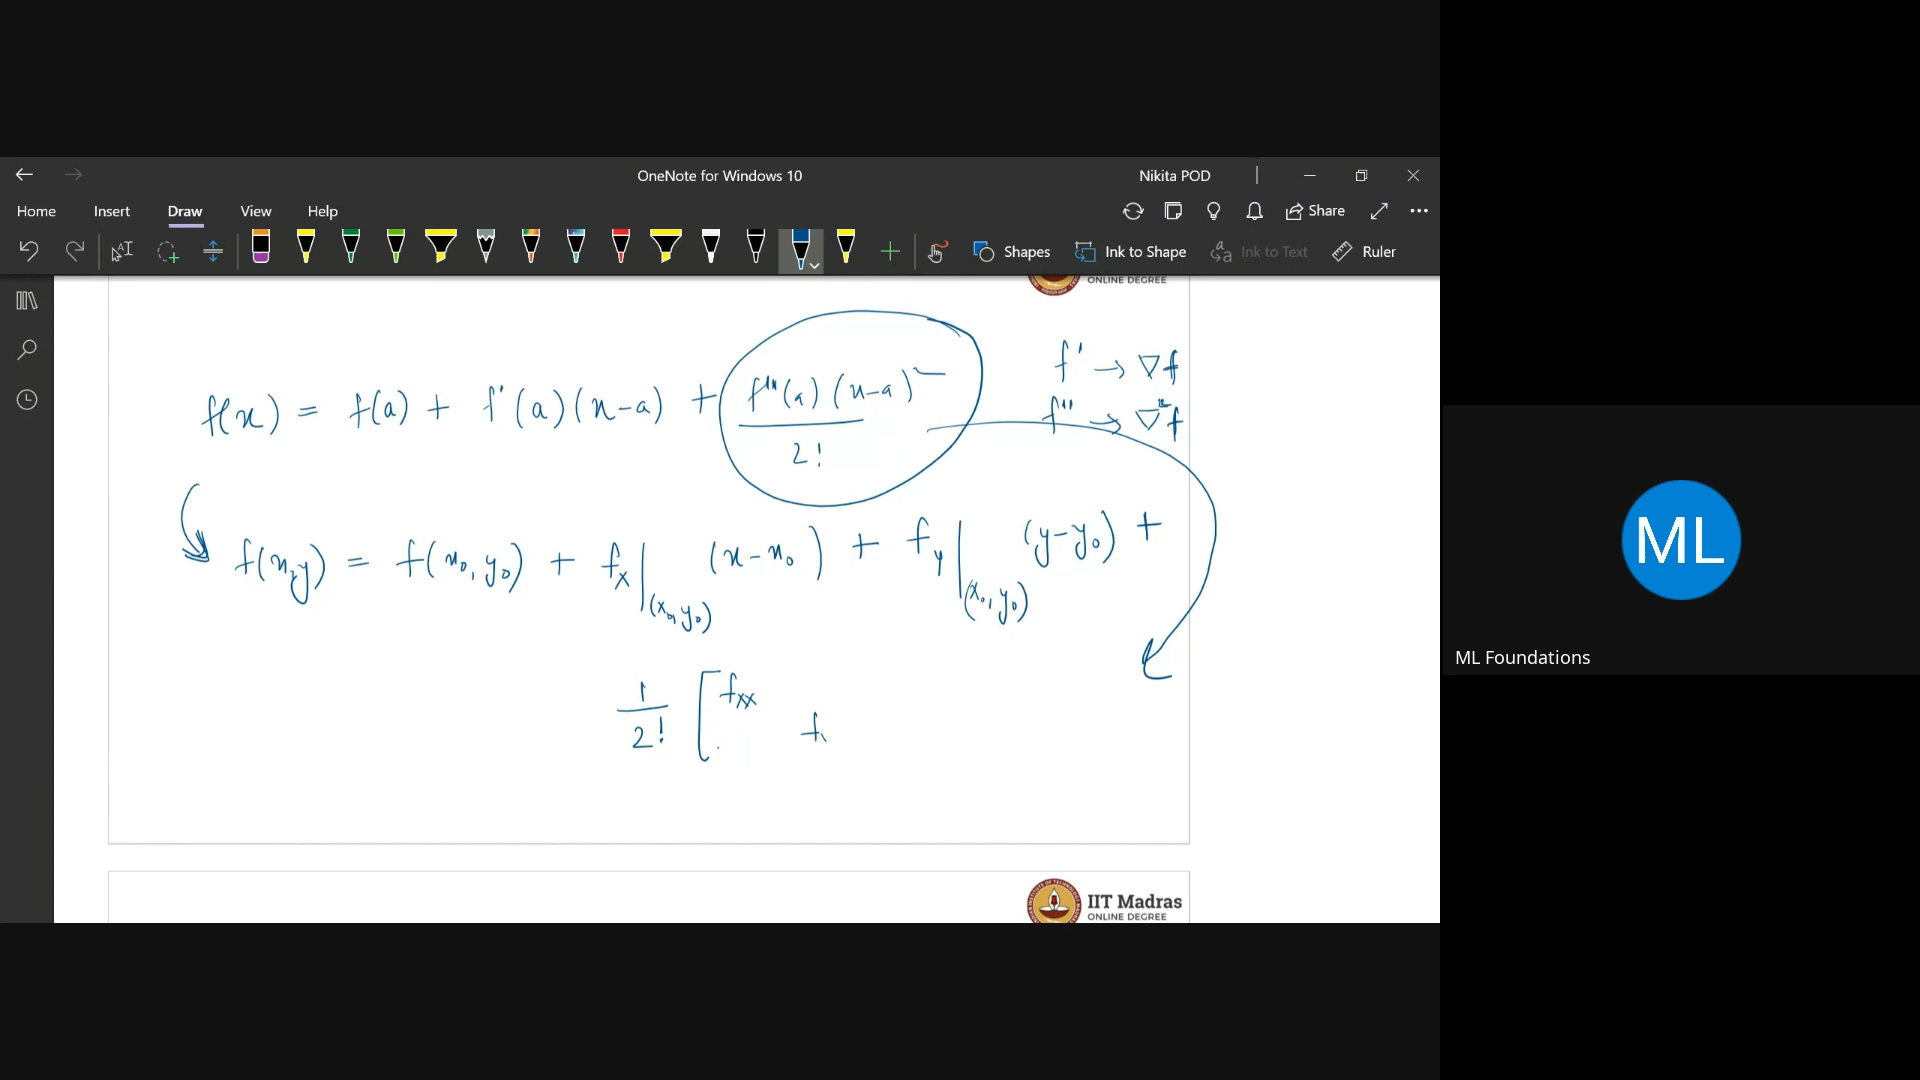 OneNote for Windows 10
Nikita POD
Home Insert Draw View Help
Share
Shapes Ink to Shape Ink to Text Ruler
ONLINE DEGREE
f(x) = f(a) + f'(a)(x-a) + f''(a)(x-a)²/2!
f' → ∇f
f'' → ∇²f
f(x,y) = f(x₀,y₀) + fₓ|(x₀,y₀) (x-x₀) + f_y|(x₀,y₀) (y-y₀) +
1/2! [ fₓₓ f
IIT Madras
ONLINE DEGREE
ML
ML Foundations